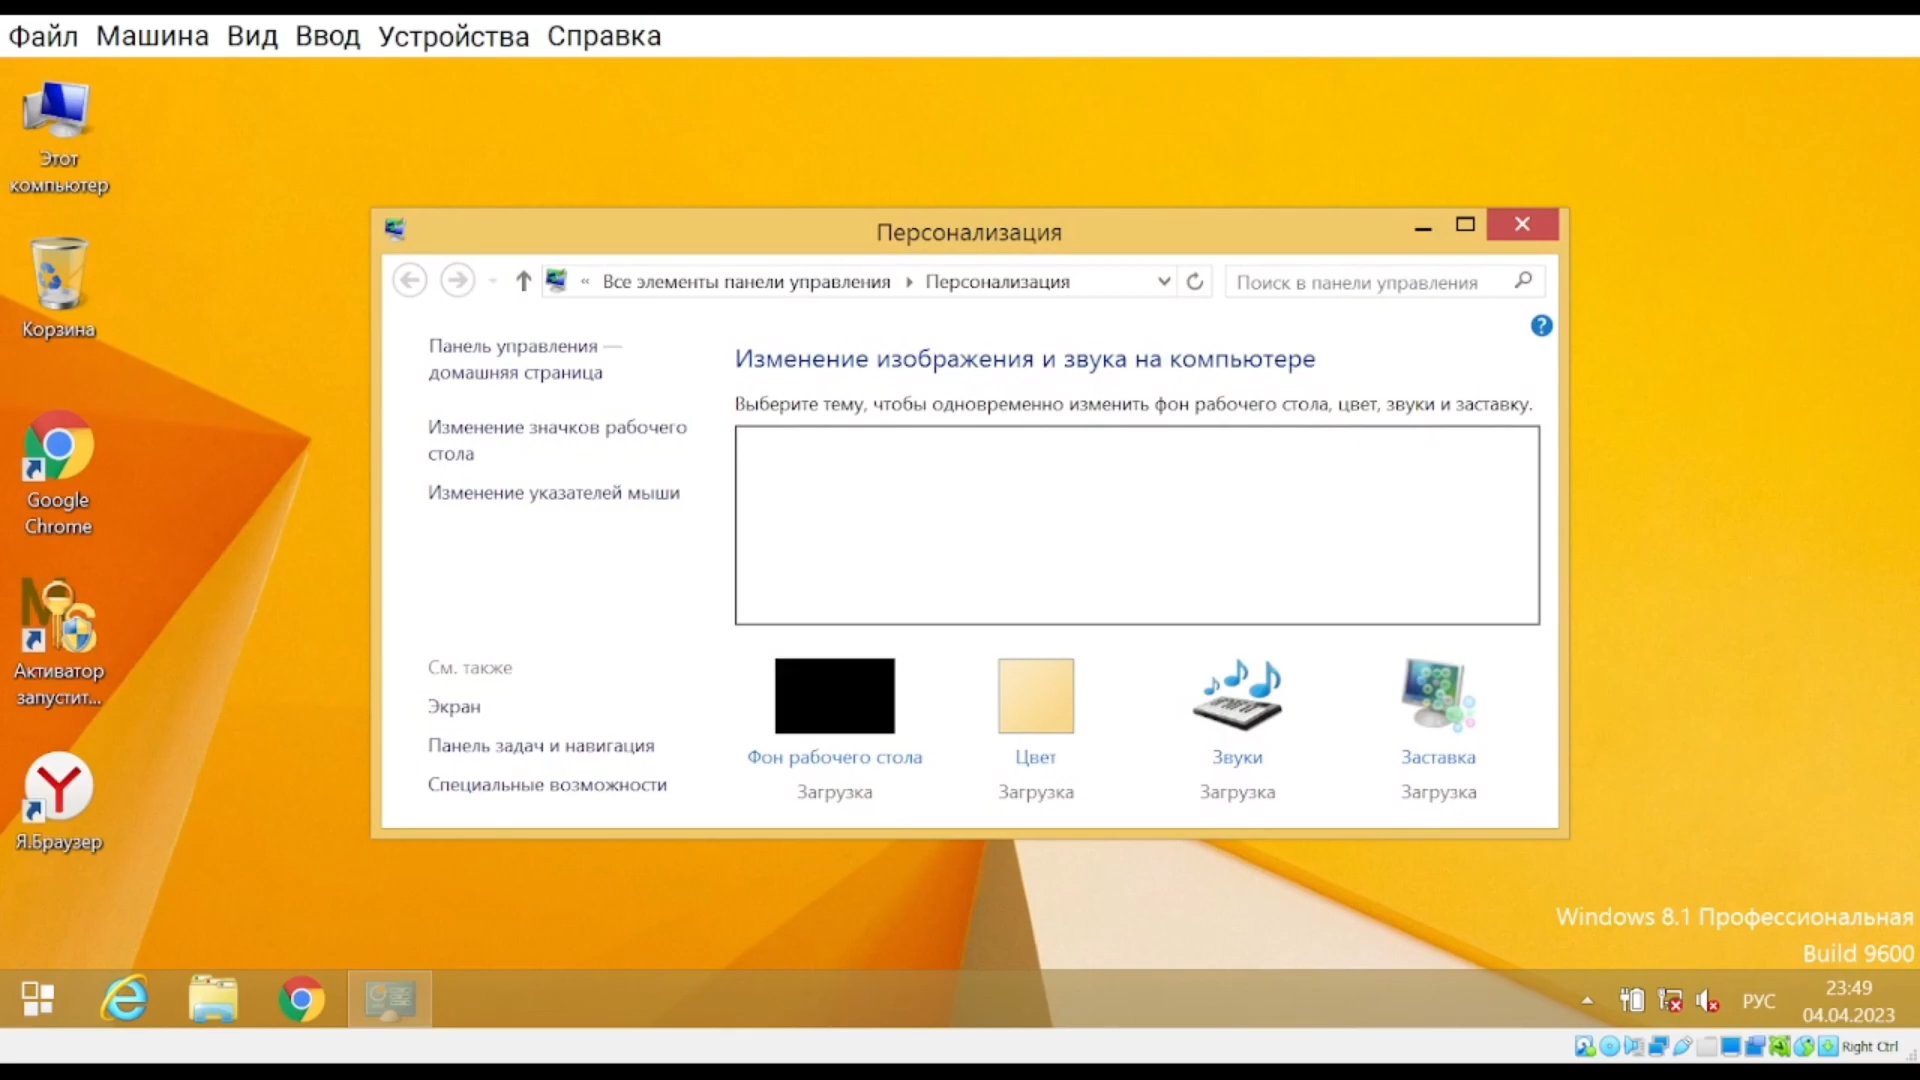 Файл Машина Вид Ввод Устройства Справка
Этот
компьютер
Корзина
Google
Chrome
Активатор
запустит...
Я.Браузер
Персонализация
« Все элементы панели управления Персонализация
Поиск в панели управления
?
Панель управления —
домашняя страница
Изменение значков рабочего
стола
Изменение указателей мыши
Изменение изображения и звука на компьютере
Выберите тему, чтобы одновременно изменить фон рабочего стола, цвет, звуки и заставку.
См. также
Экран
Панель задач и навигация
Специальные возможности
Фон рабочего стола
Загрузка
Цвет
Загрузка
Звуки
Загрузка
Заставка
Загрузка
Windows 8.1 Профессиональная
Build 9600
РУС
23:49
04.04.2023
Right Ctrl